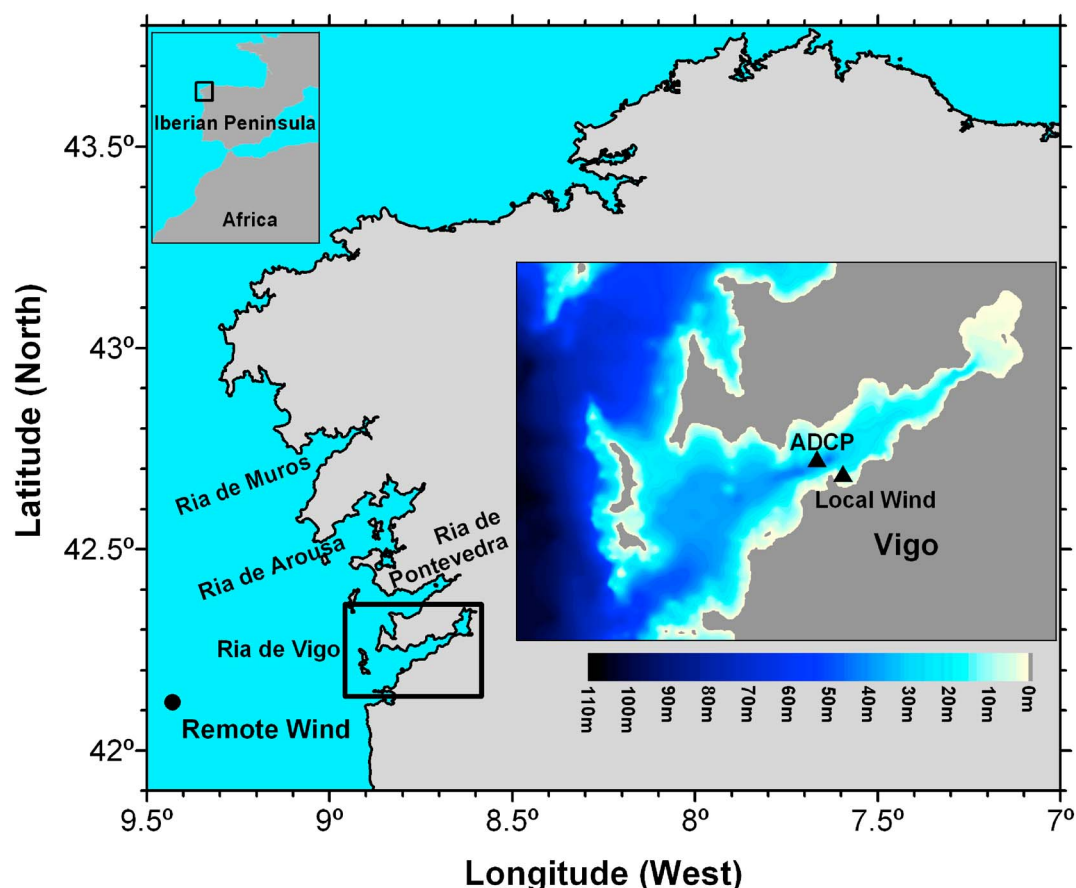 Iberian Peninsula
Africa
43.5º
43º
42.5º
42º
Latitude (North)
Ria de Muros
Ria de Arousa
Ria de
Pontevedra
Ria de Vigo
Remote Wind
ADCP
Local Wind
Vigo
110m
100m
90m
80m
70m
60m
50m
40m
30m
20m
10m
0m
9.5º
9º
8.5º
8º
7.5º
7º
Longitude (West)